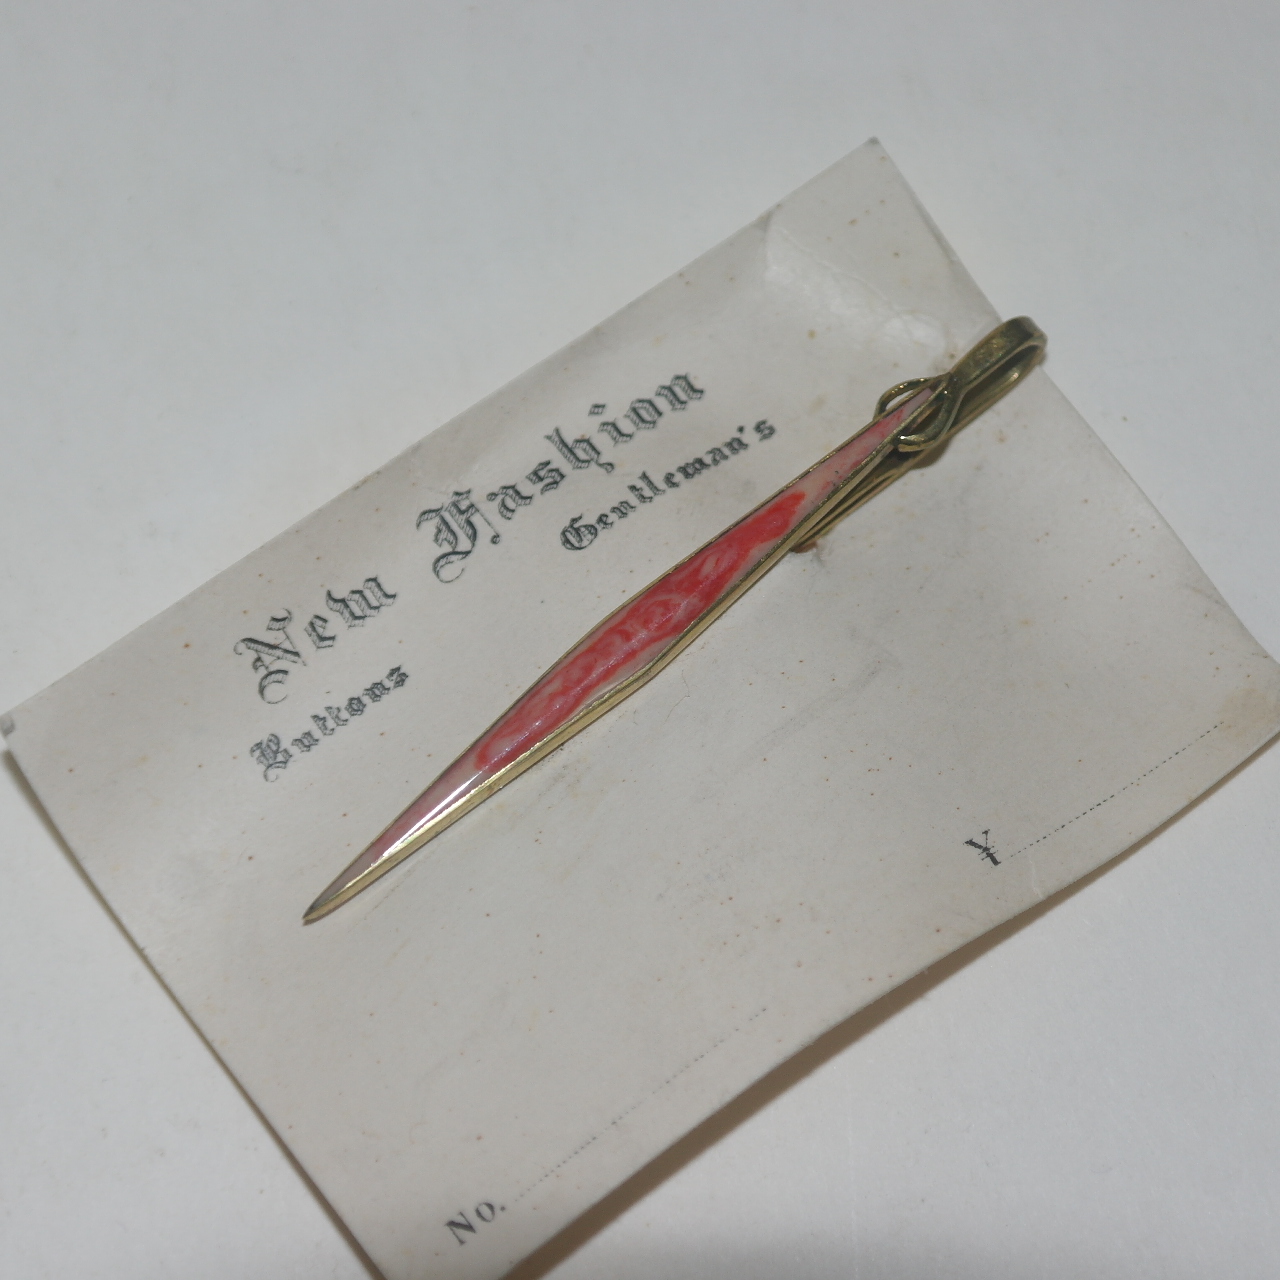 New Fashion
Buttons Gentleman's
¥
No.